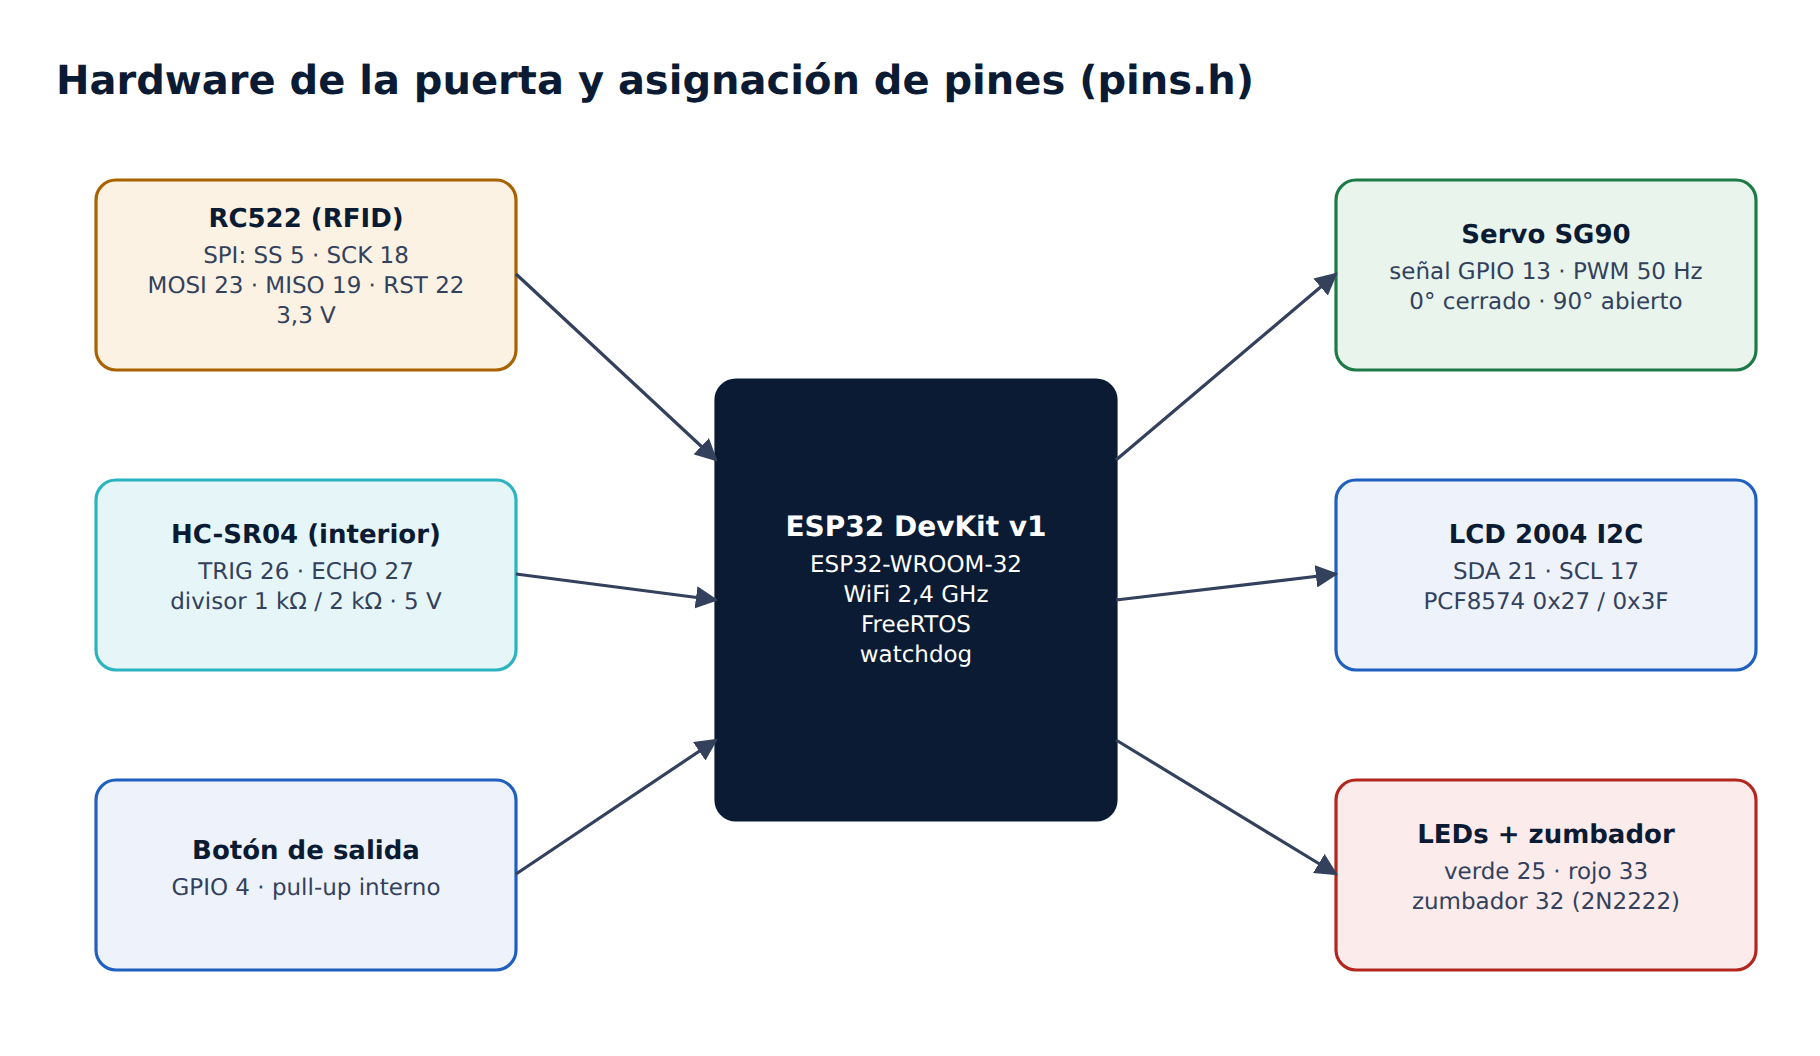 Hardware de la puerta y asignación de pines (pins.h)
RC522 (RFID)
SPI: SS 5 · SCK 18
MOSI 23 · MISO 19 · RST 22
3,3 V
HC-SR04 (interior)
TRIG 26 · ECHO 27
divisor 1 kΩ / 2 kΩ · 5 V
Botón de salida
GPIO 4 · pull-up interno
ESP32 DevKit v1
ESP32-WROOM-32
WiFi 2,4 GHz
FreeRTOS
watchdog
Servo SG90
señal GPIO 13 · PWM 50 Hz
0° cerrado · 90° abierto
LCD 2004 I2C
SDA 21 · SCL 17
PCF8574 0x27 / 0x3F
LEDs + zumbador
verde 25 · rojo 33
zumbador 32 (2N2222)